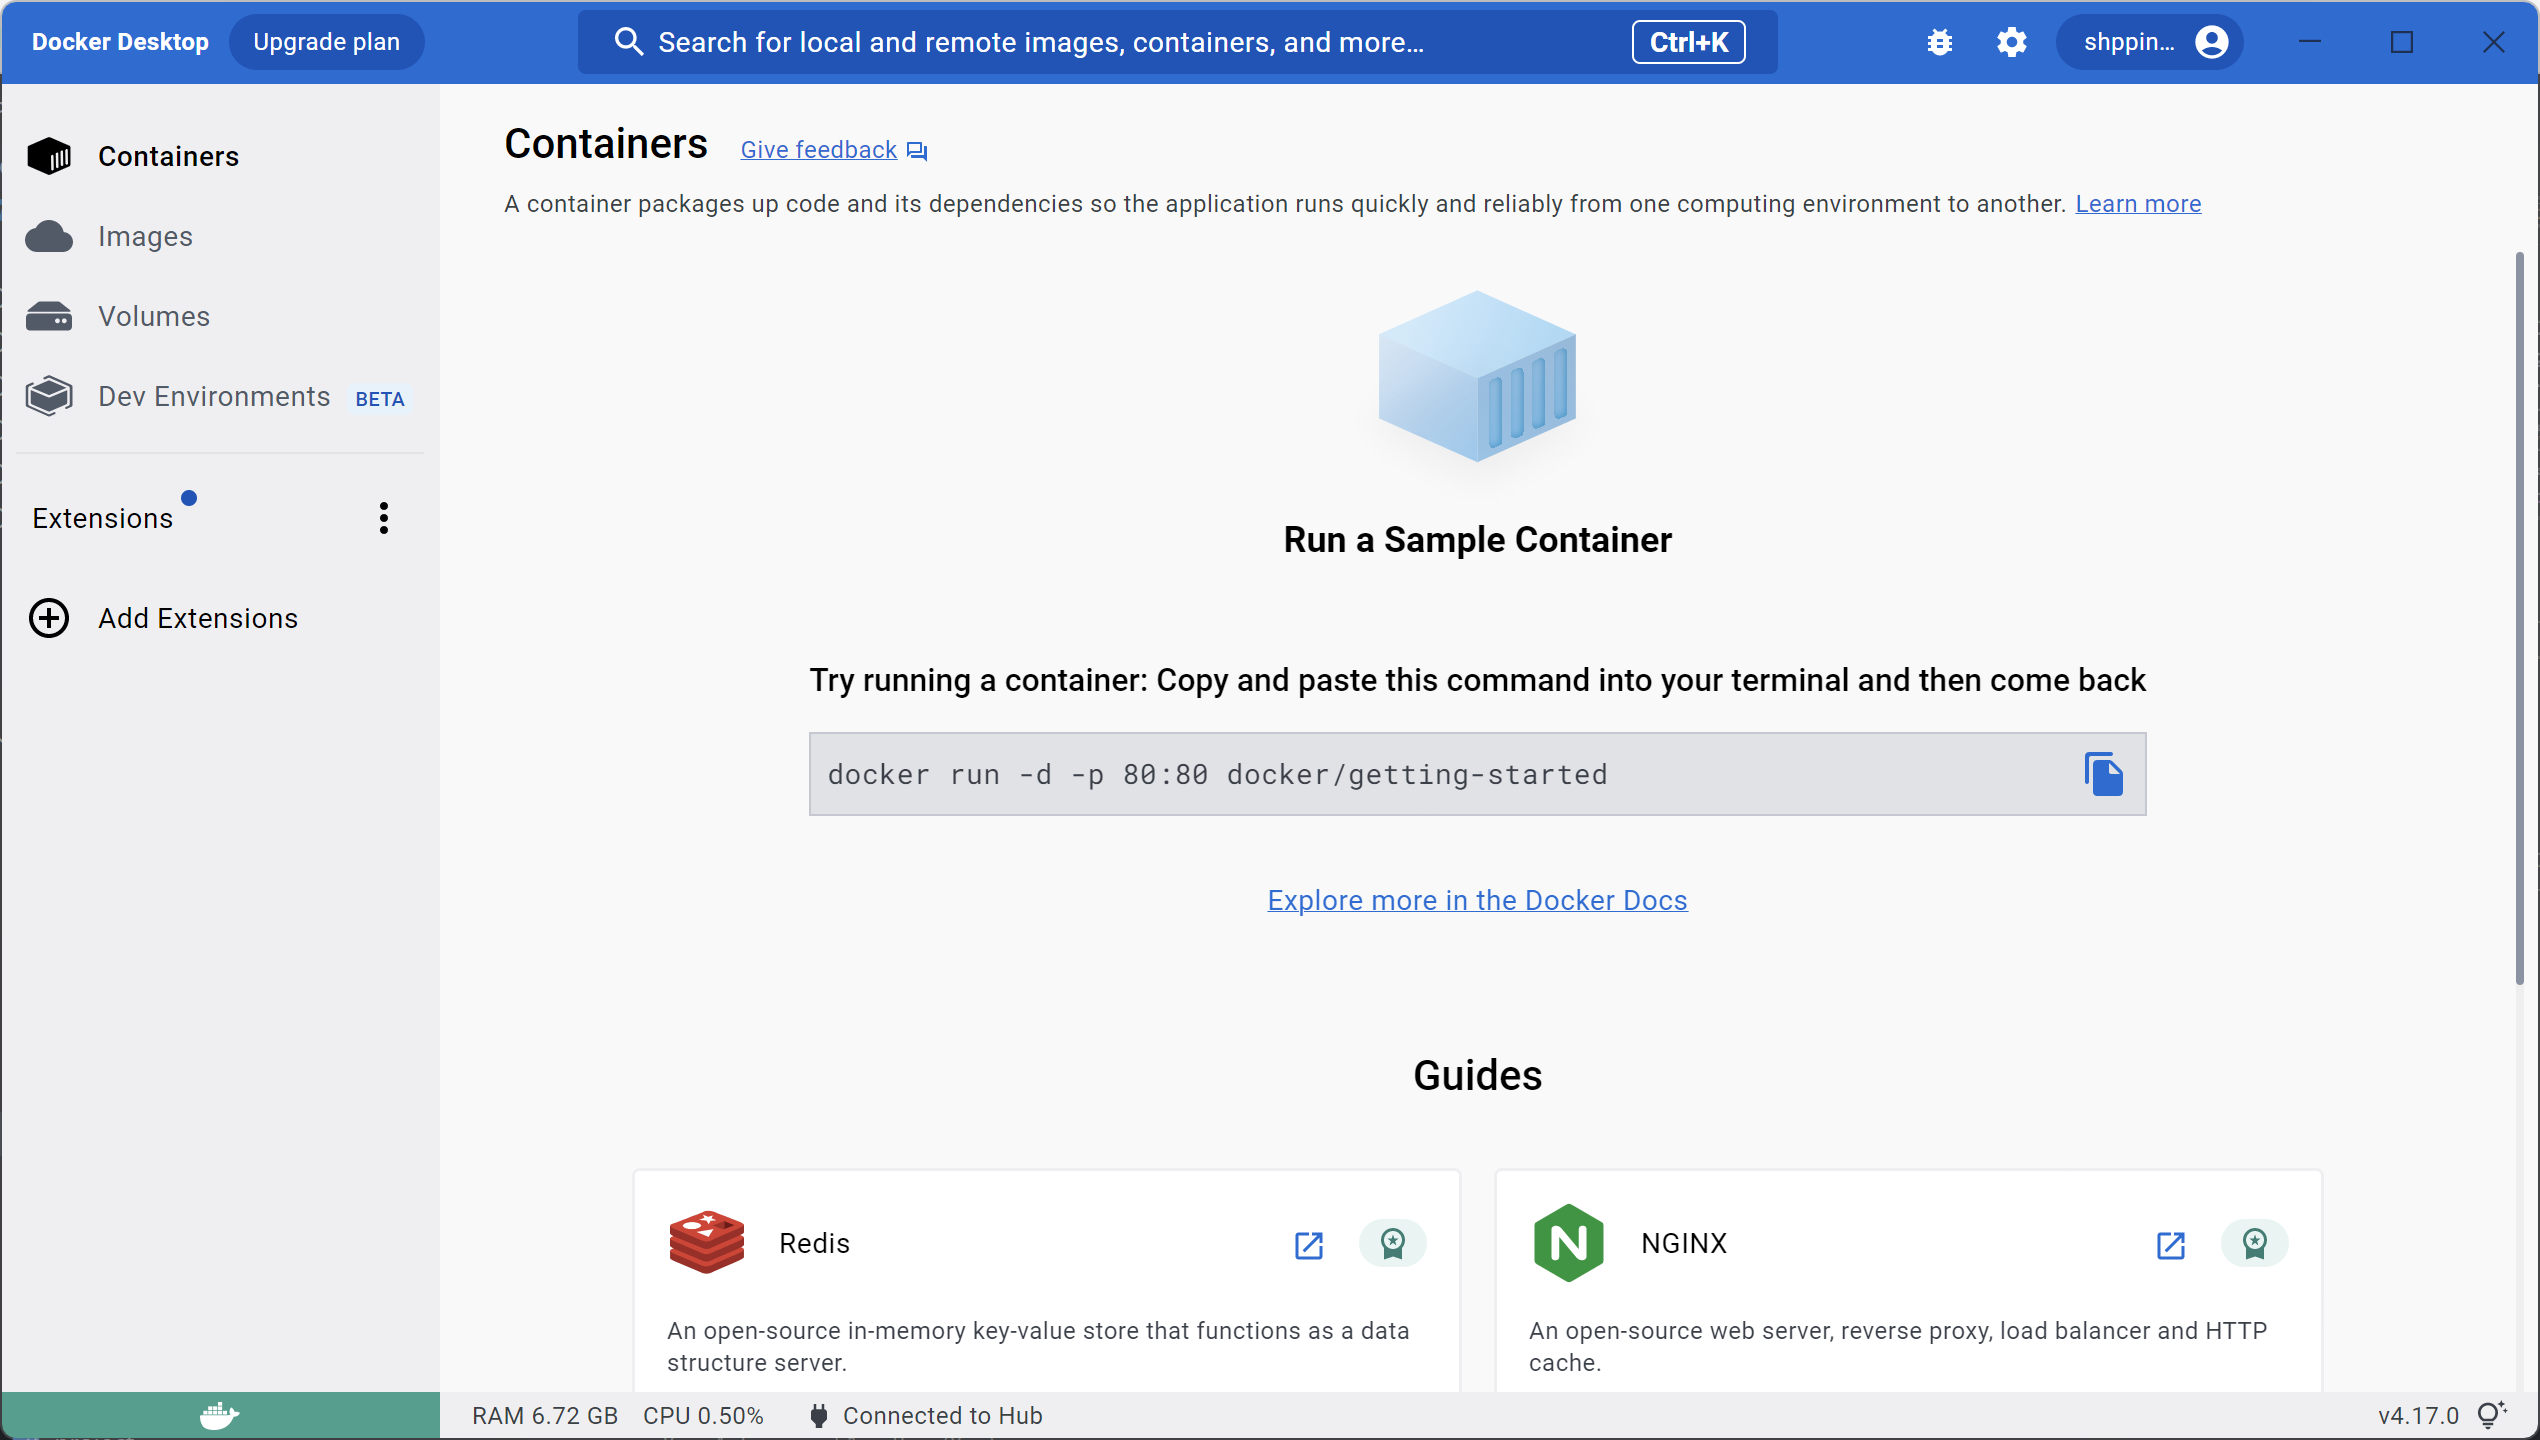 Docker Desktop
Upgrade plan
Search for local and remote images, containers, and more...
Ctrl+K
shppin...
Containers
Images
Volumes
Dev Environments BETA
Extensions
Add Extensions
Containers
Give feedback
A container packages up code and its dependencies so the application runs quickly and reliably from one computing environment to another. Learn more
Run a Sample Container
Try running a container: Copy and paste this command into your terminal and then come back
docker run -d -p 80:80 docker/getting-started
Explore more in the Docker Docs
Guides
Redis
An open-source in-memory key-value store that functions as a data
structure server.
NGINX
An open-source web server, reverse proxy, load balancer and HTTP
cache.
RAM 6.72 GB CPU 0.50% Connected to Hub
v4.17.0